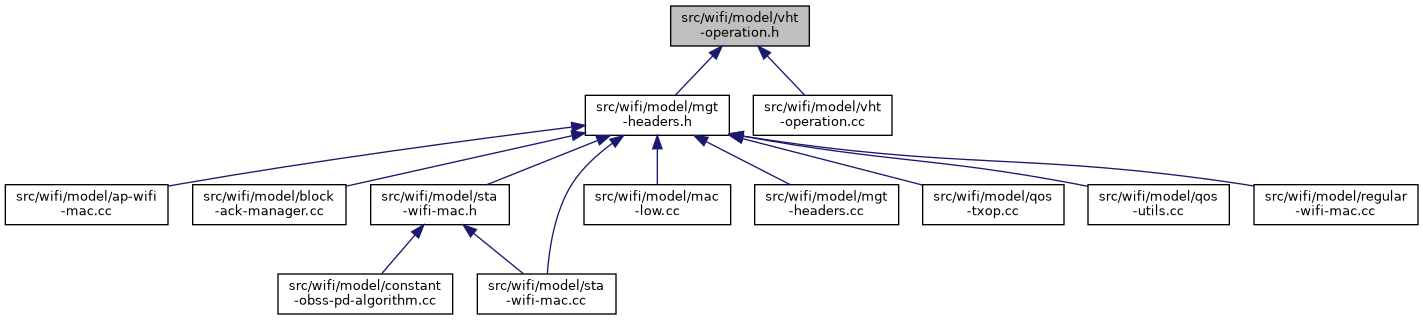 src/wifi/model/vht
-operation.h
src/wifi/model/mgt
-headers.h
src/wifi/model/vht
-operation.cc
src/wifi/model/ap-wifi
-mac.cc
src/wifi/model/block
-ack-manager.cc
src/wifi/model/sta
-wifi-mac.h
src/wifi/model/mac
-low.cc
src/wifi/model/mgt
-headers.cc
src/wifi/model/qos
-txop.cc
src/wifi/model/qos
-utils.cc
src/wifi/model/regular
-wifi-mac.cc
src/wifi/model/constant
-obss-pd-algorithm.cc
src/wifi/model/sta
-wifi-mac.cc